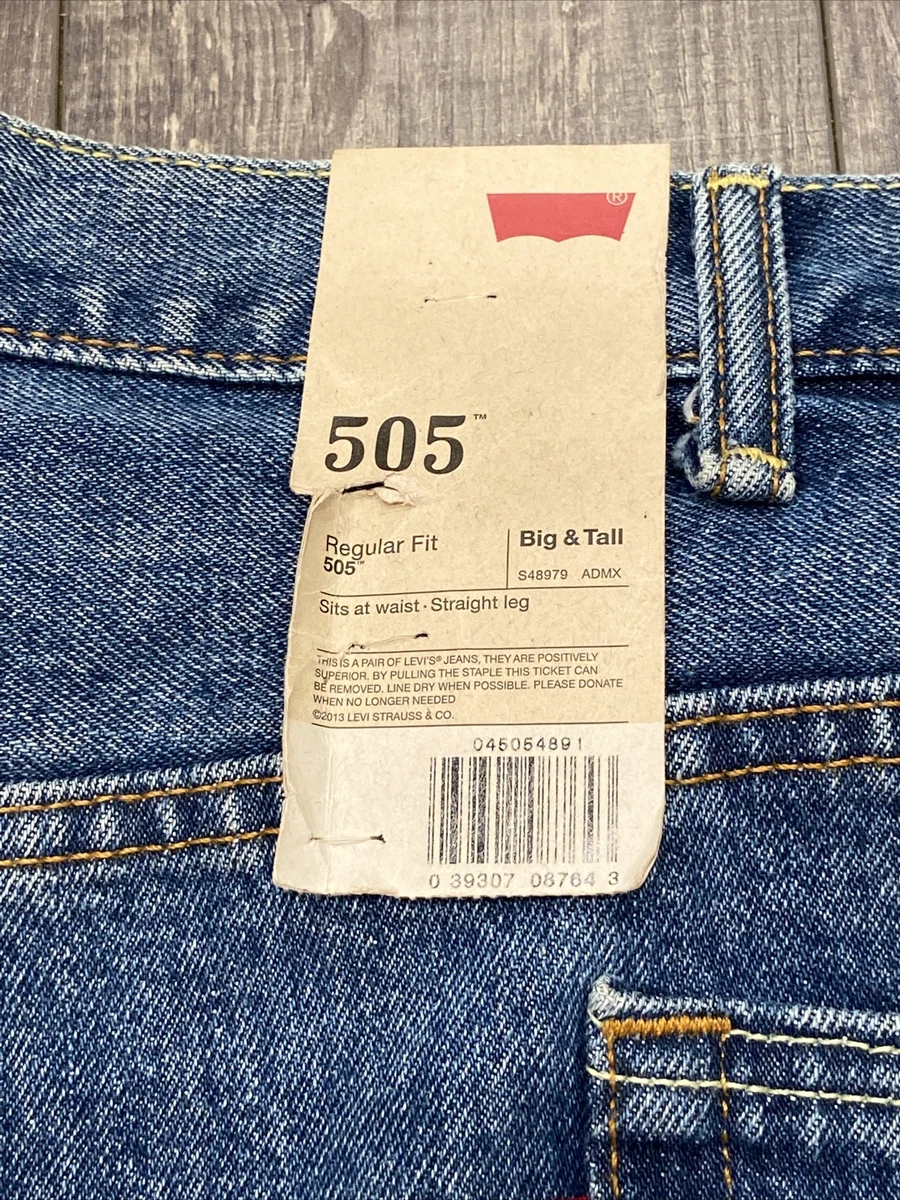 ®
505™
Regular Fit
505™
Big & Tall
S48979 ADMX
Sits at waist · Straight leg
THIS IS A PAIR OF LEVI'S® JEANS, THEY ARE POSITIVELY
SUPERIOR. BY PULLING THE STAPLE THIS TICKET CAN
BE REMOVED. LINE DRY WHEN POSSIBLE. PLEASE DONATE
WHEN NO LONGER NEEDED
©2013 LEVI STRAUSS & CO.
045054891
0 39307 08764 3